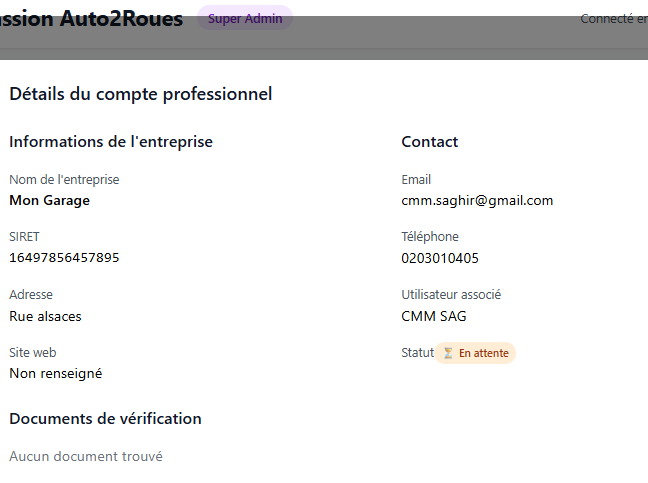 ssion Auto2Roues Super Admin Connecté en
Détails du compte professionnel
Informations de l'entreprise
Nom de l'entreprise
Mon Garage
SIRET
16497856457895
Adresse
Rue alsaces
Site web
Non renseigné
Contact
Email
cmm.saghir@gmail.com
Téléphone
0203010405
Utilisateur associé
CMM SAG
Statut ⏳ En attente
Documents de vérification
Aucun document trouvé